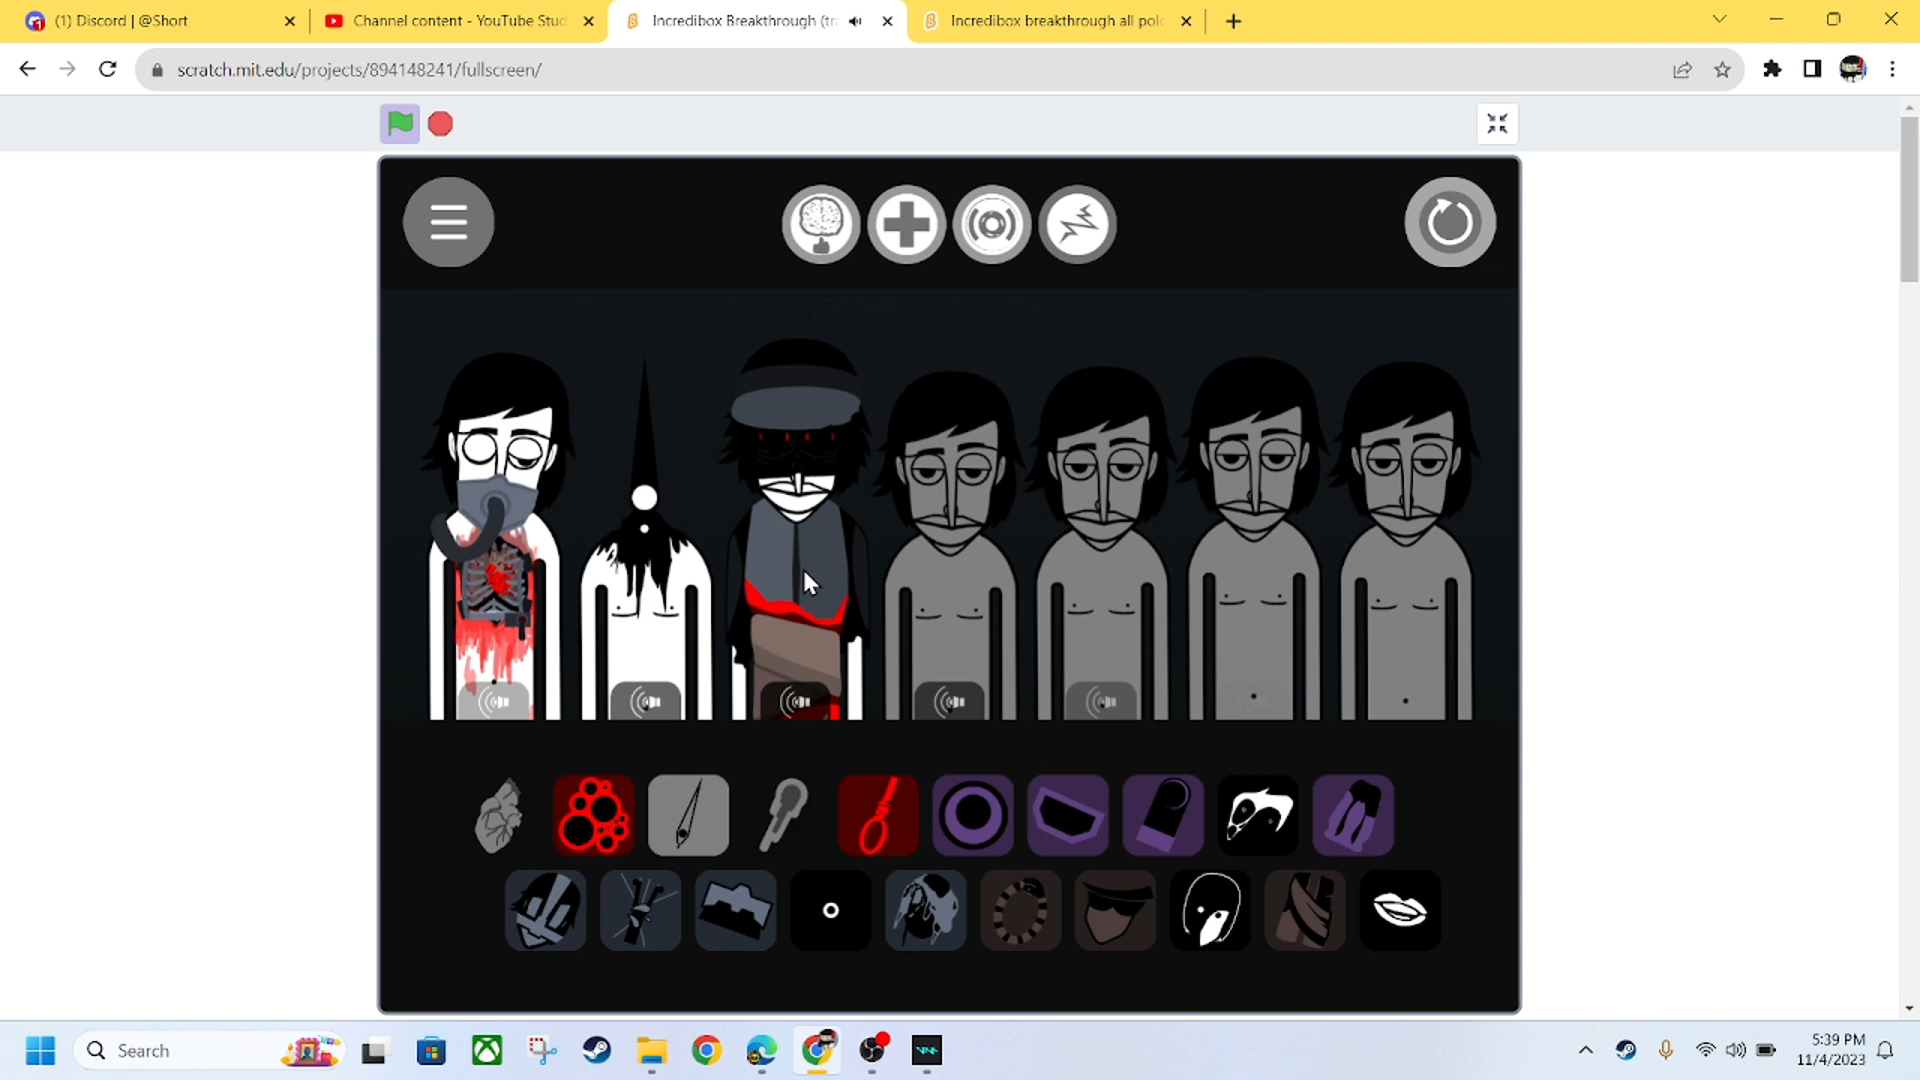 (1) Discord | @Short
Channel content - YouTube Stud
Incredibox Breakthrough (tr
Incredibox breakthrough all polo
scratch.mit.edu/projects/894148241/fullscreen/
Search
5:39 PM
11/4/2023